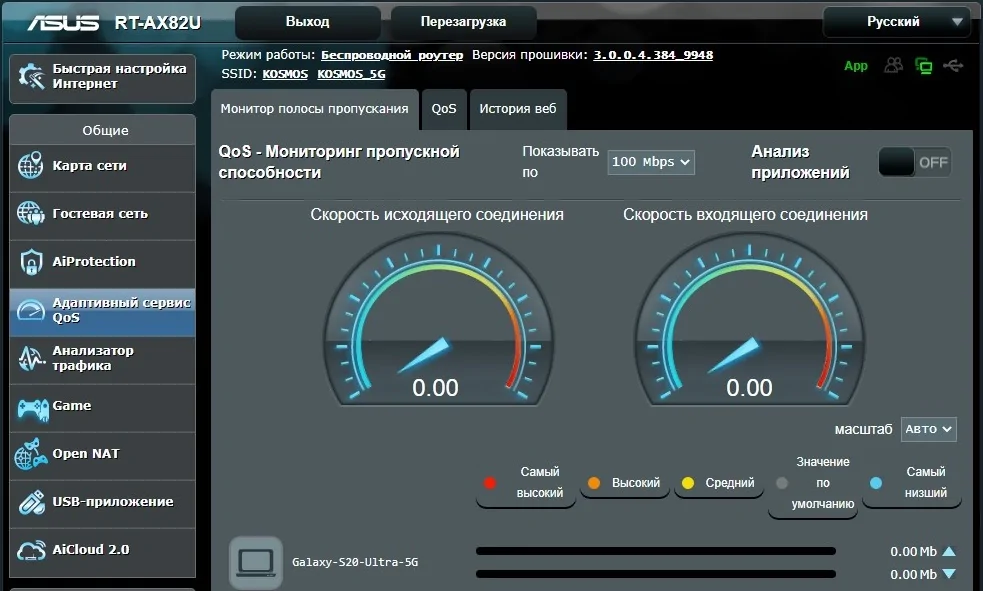 ASUS RT-AX82U Выход Перезагрузка Русский
Режим работы: Беспроводной роутер Версия прошивки: 3.0.0.4.384_9948
SSID: KOSMOS KOSMOS_5G
App
Быстрая настройка
Интернет
Общие
Карта сети
Гостевая сеть
AiProtection
Адаптивный сервис
QoS
Анализатор
трафика
Game
Open NAT
USB-приложение
AiCloud 2.0
Монитор полосы пропускания QoS История веб
QoS - Мониторинг пропускной
способности
Показывать
по
100 Mbps
Анализ
приложений
OFF
Скорость исходящего соединения
Скорость входящего соединения
0.00
0.00
масштаб Авто
Самый
высокий
Высокий
Средний
Значение
по
умолчанию
Самый
низший
Galaxy-S20-Ultra-5G
0.00 Mb
0.00 Mb